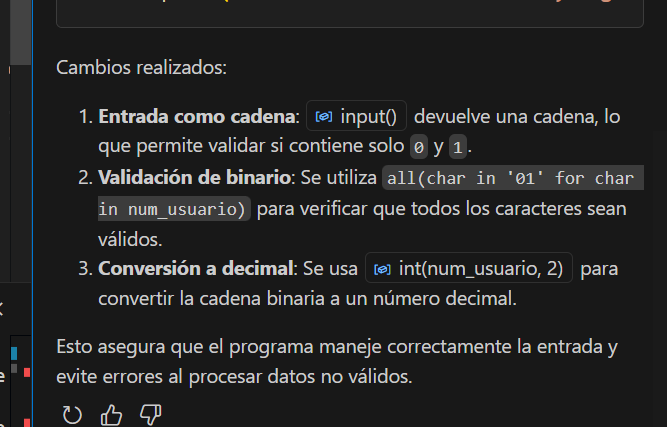 Cambios realizados:
1. Entrada como cadena: input() devuelve una cadena, lo
que permite validar si contiene solo 0 y 1.
2. Validación de binario: Se utiliza all(char in '01' for char
in num_usuario) para verificar que todos los caracteres sean
válidos.
3. Conversión a decimal: Se usa int(num_usuario, 2) para
convertir la cadena binaria a un número decimal.
Esto asegura que el programa maneje correctamente la entrada y
evite errores al procesar datos no válidos.